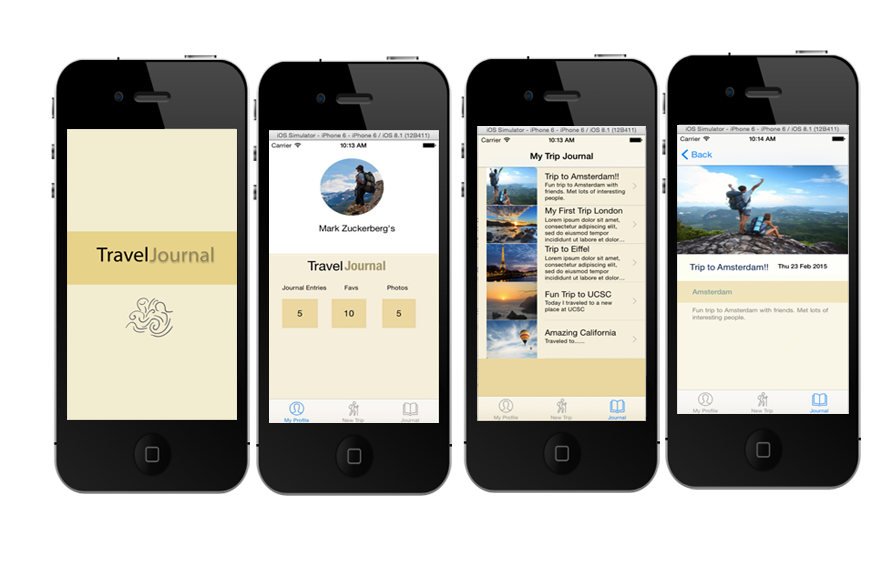 TravelJournal
iOS Simulator - iPhone 6 - iPhone 6 / iOS 8.1 (12B411)
Carrier 10:13 AM
Mark Zuckerberg's
TravelJournal
Journal Entries Favs Photos
5 10 5
My Profile New Trip Journal
iOS Simulator - iPhone 6 - iPhone 6 / iOS 8.1 (12B411)
Carrier 10:13 AM
My Trip Journal
Trip to Amsterdam!!
Fun trip to Amsterdam with
friends. Met lots of interesting
people.
My First Trip London
Lorem ipsum dolor sit amet,
consectetur adipiscing elit,
sed do eiusmod tempor
incididunt ut labore et dolor...
Trip to Eiffel
Lorem ipsum dolor sit amet,
consectetur adipiscing elit,
sed do eiusmod tempor
incididunt ut labore et dolor...
Fun Trip to UCSC
Today I traveled to a new
place at UCSC
Amazing California
Traveled to......
My Profile New Trip Journal
iOS Simulator - iPhone 6 - iPhone 6 / iOS 8.1 (12B411)
Carrier 10:14 AM
Back
Trip to Amsterdam!! Thu 23 Feb 2015
Amsterdam
Fun trip to Amsterdam with friends. Met lots of
interesting people.
My Profile New Trip Journal